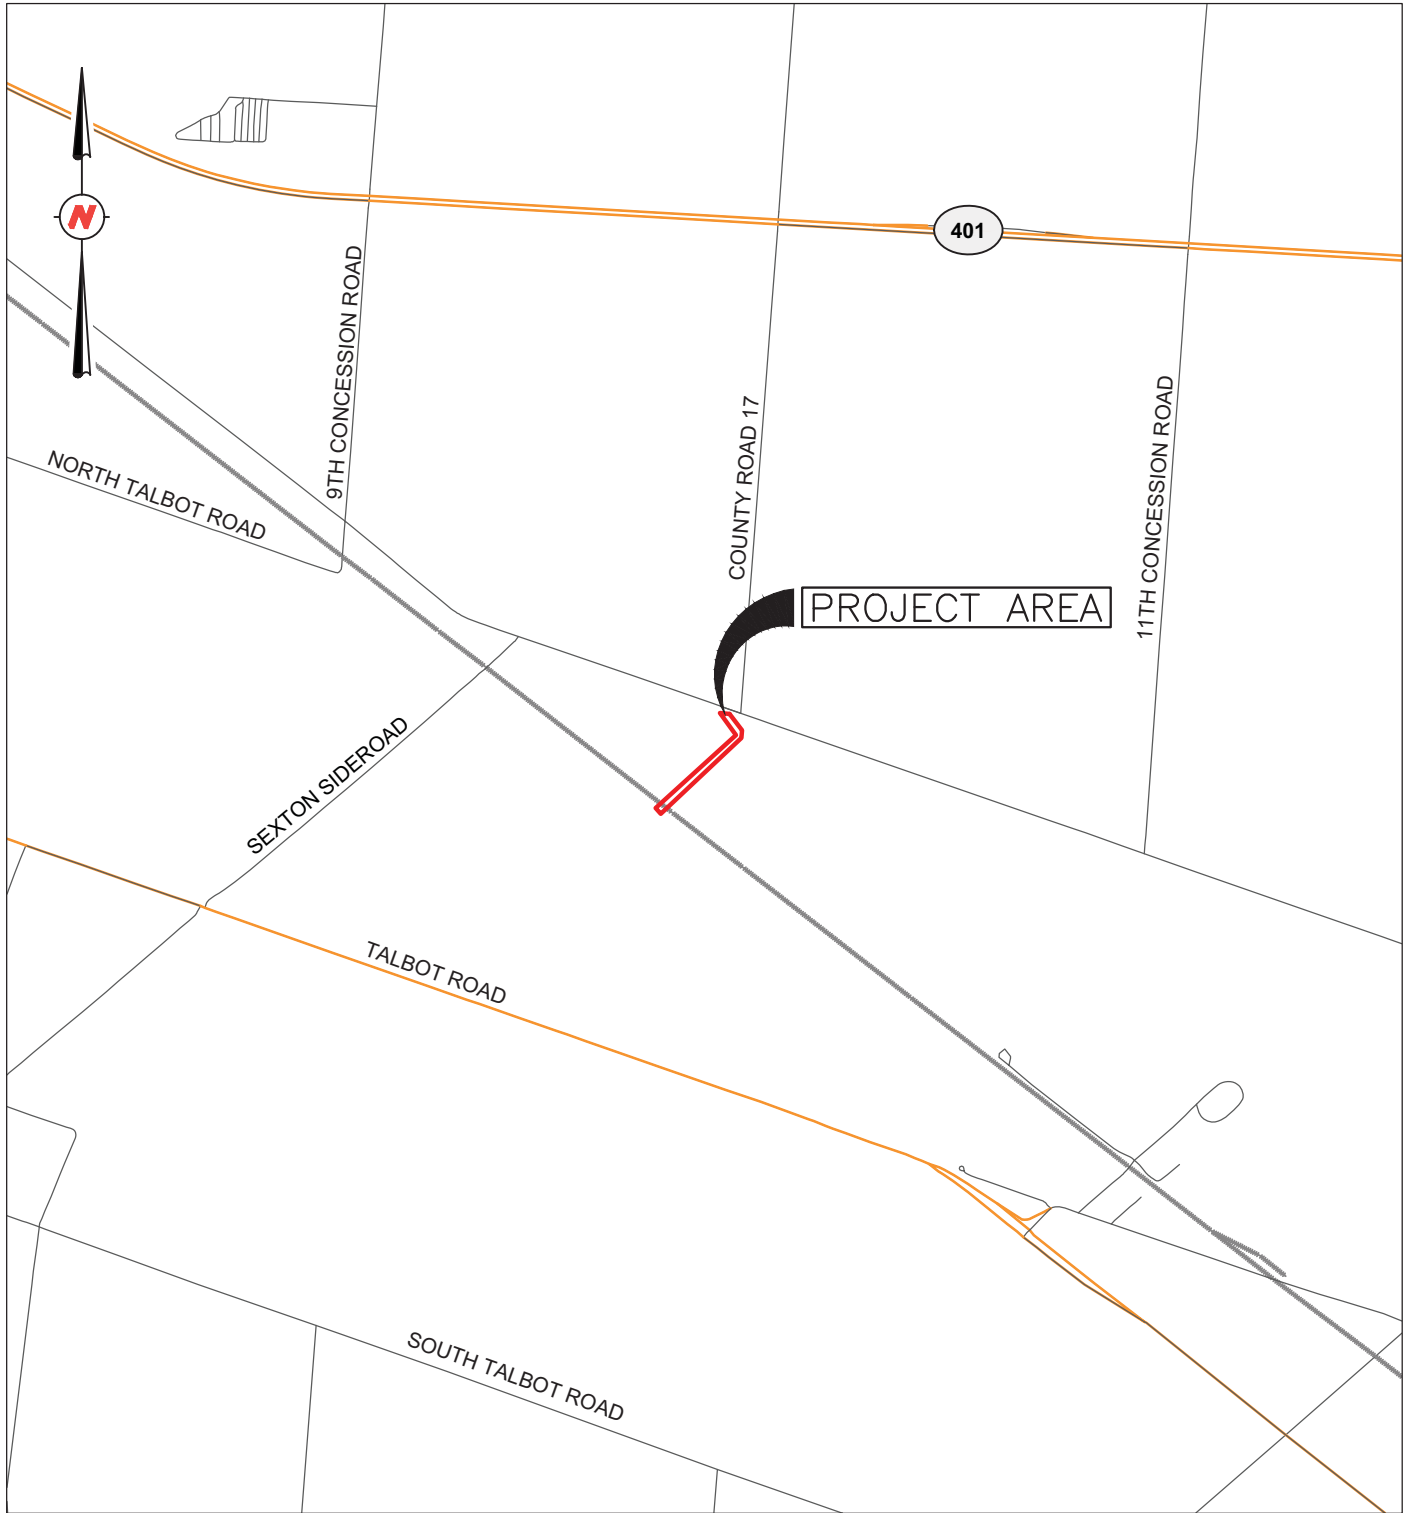 401
N
9TH CONCESSION ROAD
COUNTY ROAD 17
11TH CONCESSION ROAD
NORTH TALBOT ROAD
PROJECT AREA
SEXTON SIDEROAD
TALBOT ROAD
SOUTH TALBOT ROAD